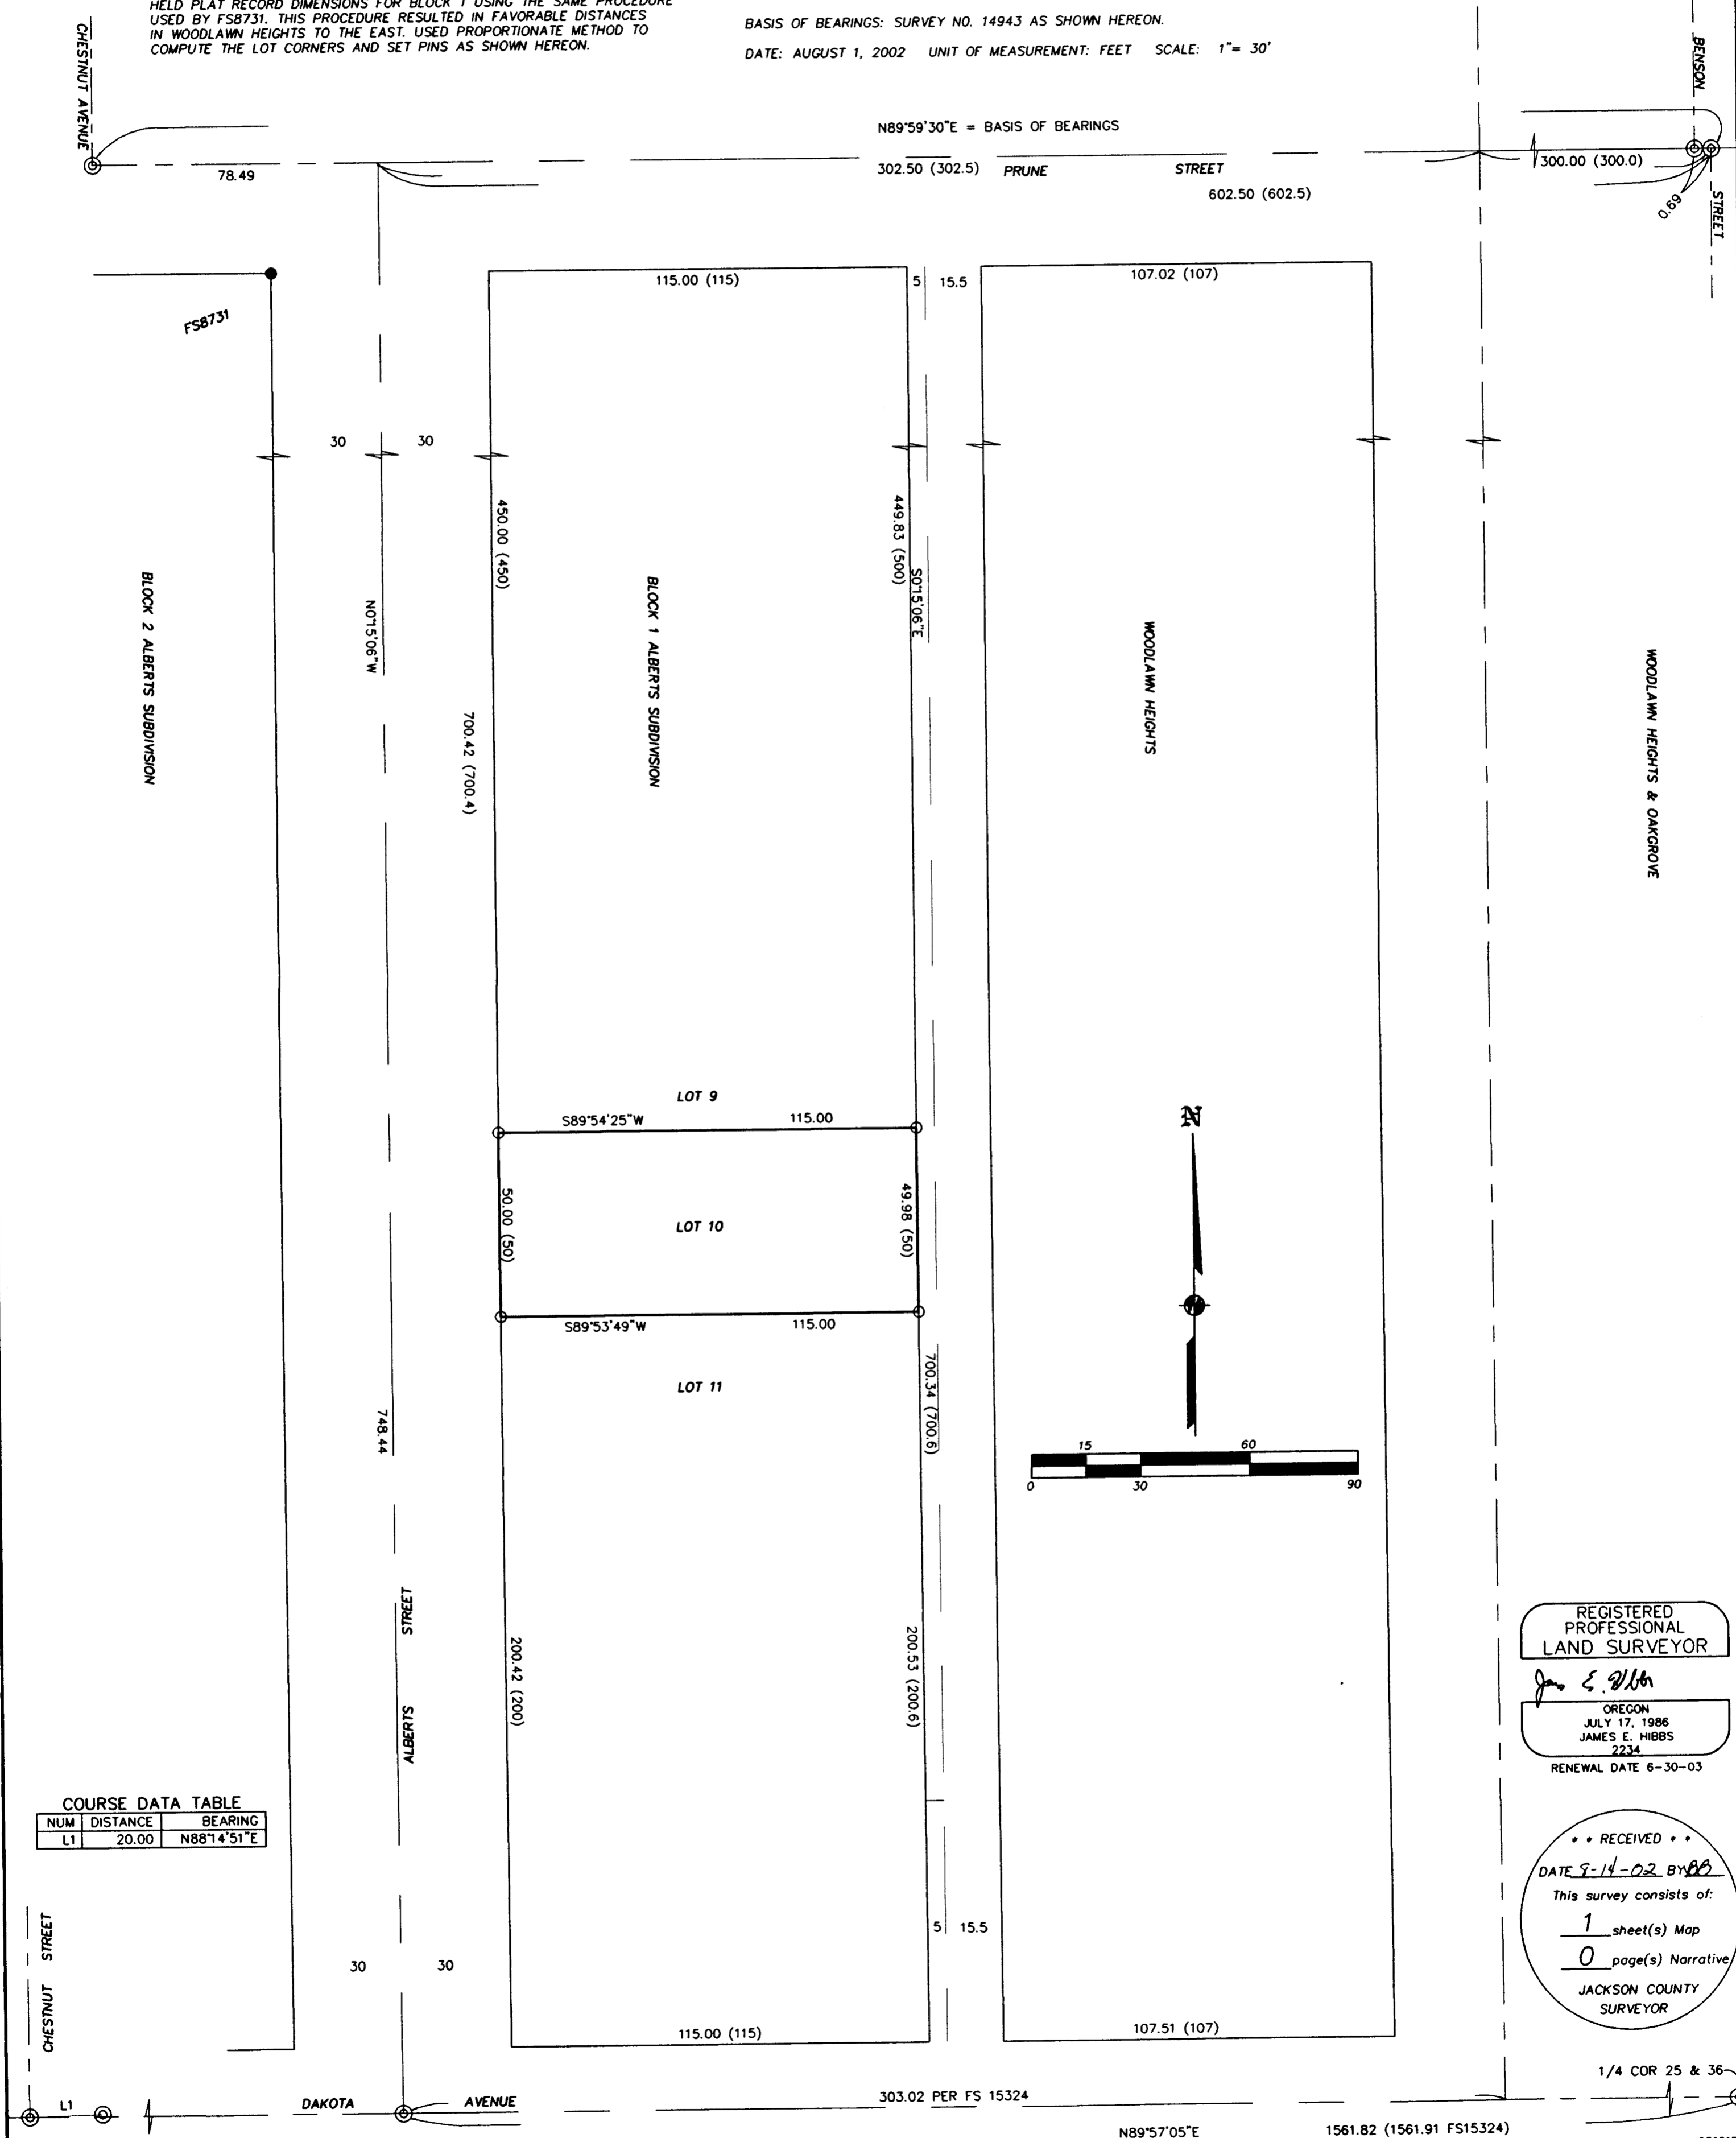 HELD PLAT RECORD DIMENSIONS FOR BLOCK 1 USING THE SAME PROCEDURE
USED BY FS8731. THIS PROCEDURE RESULTED IN FAVORABLE DISTANCES
IN WOODLAWN HEIGHTS TO THE EAST. USED PROPORTIONATE METHOD TO
COMPUTE THE LOT CORNERS AND SET PINS AS SHOWN HEREON.
BASIS OF BEARINGS: SURVEY NO. 14943 AS SHOWN HEREON.
DATE: AUGUST 1, 2002 UNIT OF MEASUREMENT: FEET SCALE: 1"= 30'
CHESTNUT AVENUE
BENSON
STREET
N89°59'30"E = BASIS OF BEARINGS
78.49
302.50 (302.5) PRUNE STREET
602.50 (602.5)
300.00 (300.0)
0.69
FS8731
115.00 (115)
5 15.5
107.02 (107)
30 30
450.00 (450)
449.83 (500)
S0°15'06"E
N0°15'06"W
700.42 (700.4)
BLOCK 2 ALBERTS SUBDIVISION
BLOCK 1 ALBERTS SUBDIVISION
WOODLAWN HEIGHTS
WOODLAWN HEIGHTS & OAKGROVE
LOT 9
S89°54'25"W 115.00
50.00 (50)
LOT 10
49.98 (50)
S89°53'49"W 115.00
LOT 11
700.34 (700.6)
748.44
N
15 60
0 30 90
ALBERTS STREET
200.42 (200)
200.53 (200.6)
REGISTERED
PROFESSIONAL
LAND SURVEYOR
OREGON
JULY 17, 1986
JAMES E. HIBBS
2234
RENEWAL DATE 6-30-03
COURSE DATA TABLE
NUM DISTANCE BEARING
L1 20.00 N88°14'51"E
* * RECEIVED * *
DATE 8-14-02 BY BB
This survey consists of:
1 sheet(s) Map
0 page(s) Narrative
JACKSON COUNTY
SURVEYOR
CHESTNUT STREET
30 30
5 15.5
115.00 (115)
107.51 (107)
1/4 COR 25 & 36
L1
DAKOTA AVENUE
303.02 PER FS 15324
N89°57'05"E
1561.82 (1561.91 FS15324)